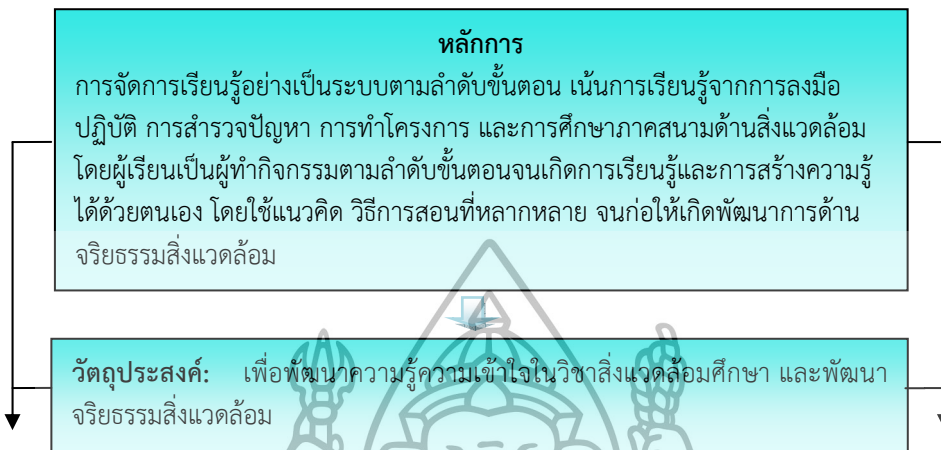 หลักการ
การจัดการเรียนรู้อย่างเป็นระบบตามลำดับขั้นตอน เน้นการเรียนรู้จากการลงมือ
ปฏิบัติ การสำรวจปัญหา การทำโครงการ และการศึกษาภาคสนามด้านสิ่งแวดล้อม
โดยผู้เรียนเป็นผู้ทำกิจกรรมตามลำดับขั้นตอนจนเกิดการเรียนรู้และการสร้างความรู้
ได้ด้วยตนเอง โดยใช้แนวคิด วิธีการสอนที่หลากหลาย จนก่อให้เกิดพัฒนาการด้าน
จริยธรรมสิ่งแวดล้อม
วัตถุประสงค์: เพื่อพัฒนาความรู้ความเข้าใจในวิชาสิ่งแวดล้อมศึกษา และพัฒนา
จริยธรรมสิ่งแวดล้อม